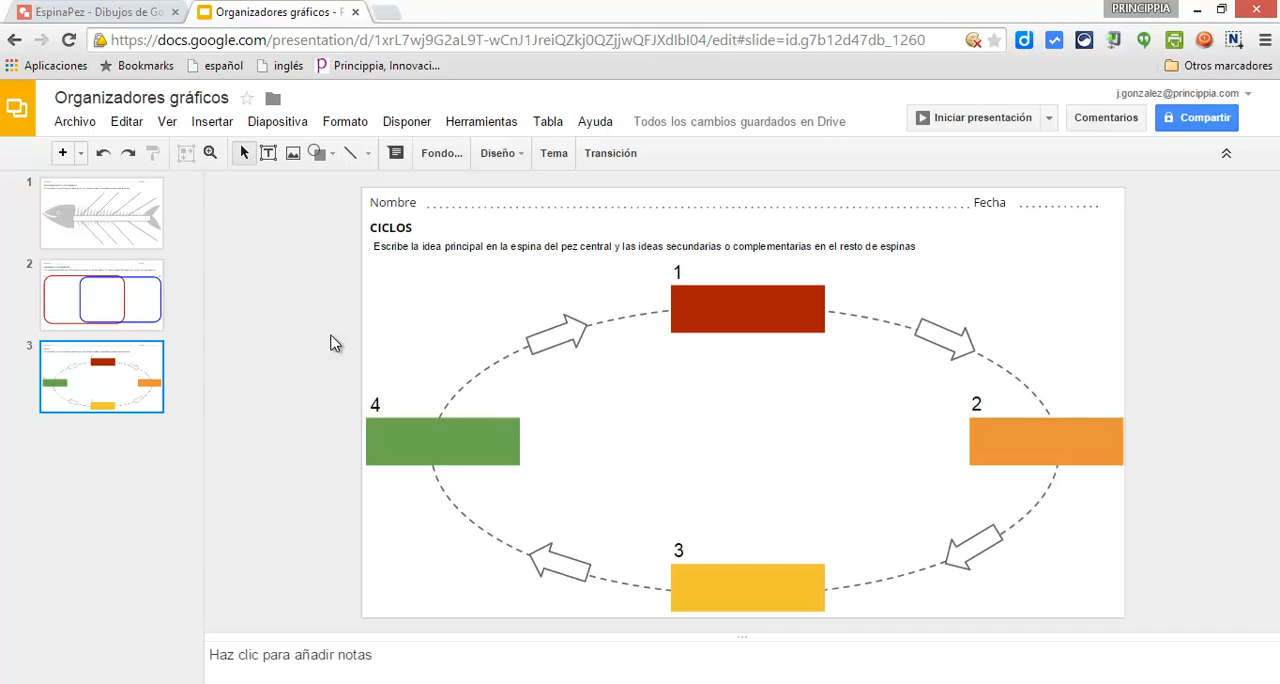 EspinaPez - Dibujos de Go
Organizadores gráficos - P
PRINCIPPIA
https://docs.google.com/presentation/d/1xrL7wj9G2aL9T-wCnJ1JreiQZkj0QZjjwQFJXdIbI04/edit#slide=id.g7b12d47db_1260
Aplicaciones
Bookmarks
español
inglés
Princippia, Innovaci...
Otros marcadores
Organizadores gráficos
j.gonzalez@princippia.com
Archivo Editar Ver Insertar Diapositiva Formato Disponer Herramientas Tabla Ayuda Todos los cambios guardados en Drive
Iniciar presentación
Comentarios
Compartir
Fondo... Diseño Tema Transición
1
2
3
Nombre ........ Fecha ........
CICLOS
Escribe la idea principal en la espina del pez central y las ideas secundarias o complementarias en el resto de espinas
1
4
2
3
Haz clic para añadir notas